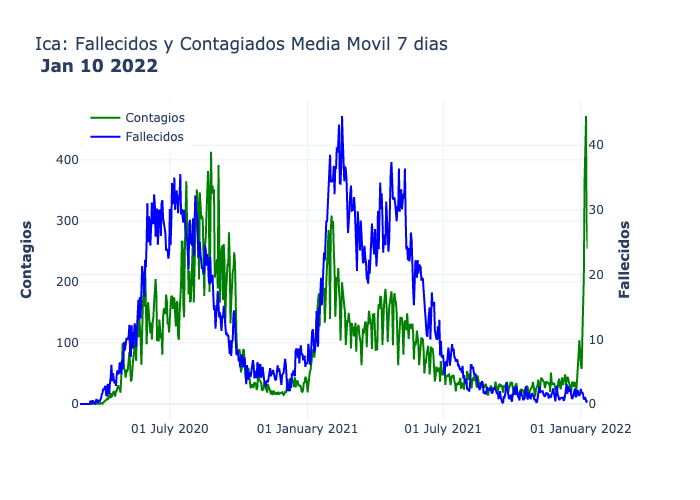 Ica: Fallecidos y Contagiados Media Movil 7 dias
Jan 10 2022
Contagios
Fallecidos
400
300
200
100
0
40
30
20
10
0
Contagios
Fallecidos
01 July 2020
01 January 2021
01 July 2021
01 January 2022